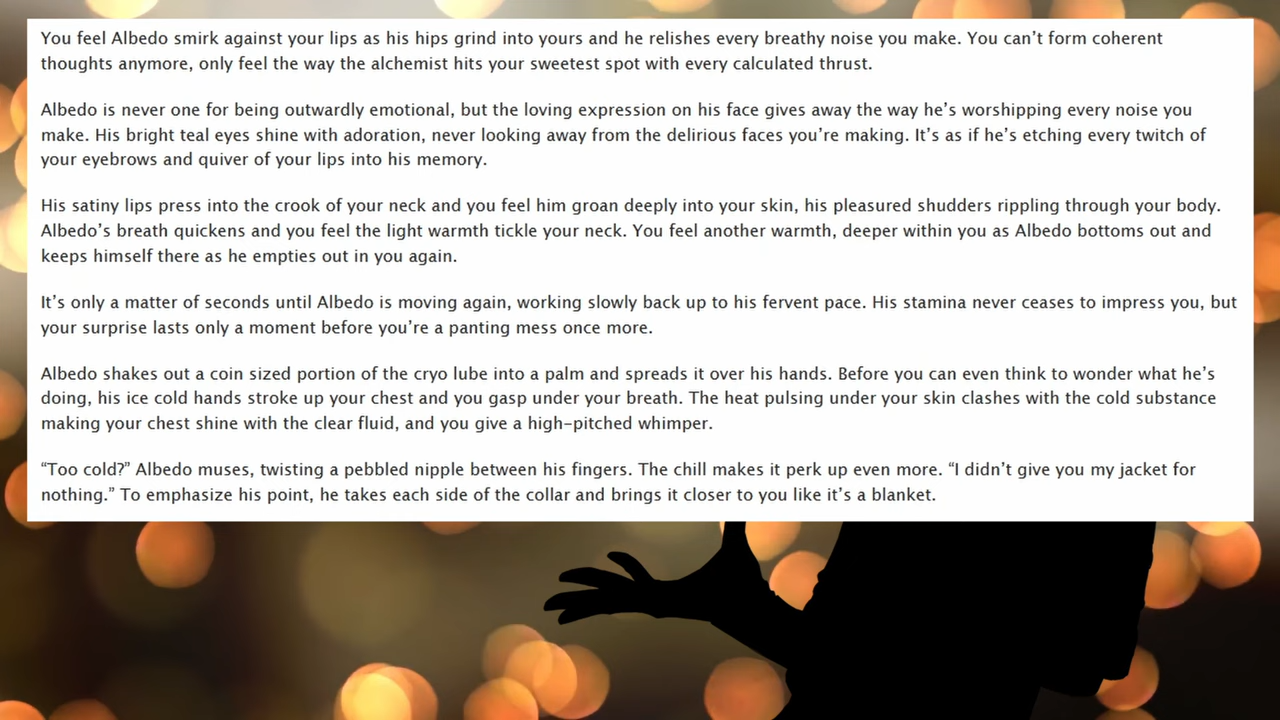 You feel Albedo smirk against your lips as his hips grind into yours and he relishes every breathy noise you make. You can’t form coherent
thoughts anymore, only feel the way the alchemist hits your sweetest spot with every calculated thrust.
Albedo is never one for being outwardly emotional, but the loving expression on his face gives away the way he’s worshipping every noise you
make. His bright teal eyes shine with adoration, never looking away from the delirious faces you’re making. It’s as if he’s etching every twitch of
your eyebrows and quiver of your lips into his memory.
His satiny lips press into the crook of your neck and you feel him groan deeply into your skin, his pleasured shudders rippling through your body.
Albedo’s breath quickens and you feel the light warmth tickle your neck. You feel another warmth, deeper within you as Albedo bottoms out and
keeps himself there as he empties out in you again.
It’s only a matter of seconds until Albedo is moving again, working slowly back up to his fervent pace. His stamina never ceases to impress you, but
your surprise lasts only a moment before you’re a panting mess once more.
Albedo shakes out a coin sized portion of the cryo lube into a palm and spreads it over his hands. Before you can even think to wonder what he’s
doing, his ice cold hands stroke up your chest and you gasp under your breath. The heat pulsing under your skin clashes with the cold substance
making your chest shine with the clear fluid, and you give a high-pitched whimper.
“Too cold?” Albedo muses, twisting a pebbled nipple between his fingers. The chill makes it perk up even more. “I didn’t give you my jacket for
nothing.” To emphasize his point, he takes each side of the collar and brings it closer to you like it’s a blanket.